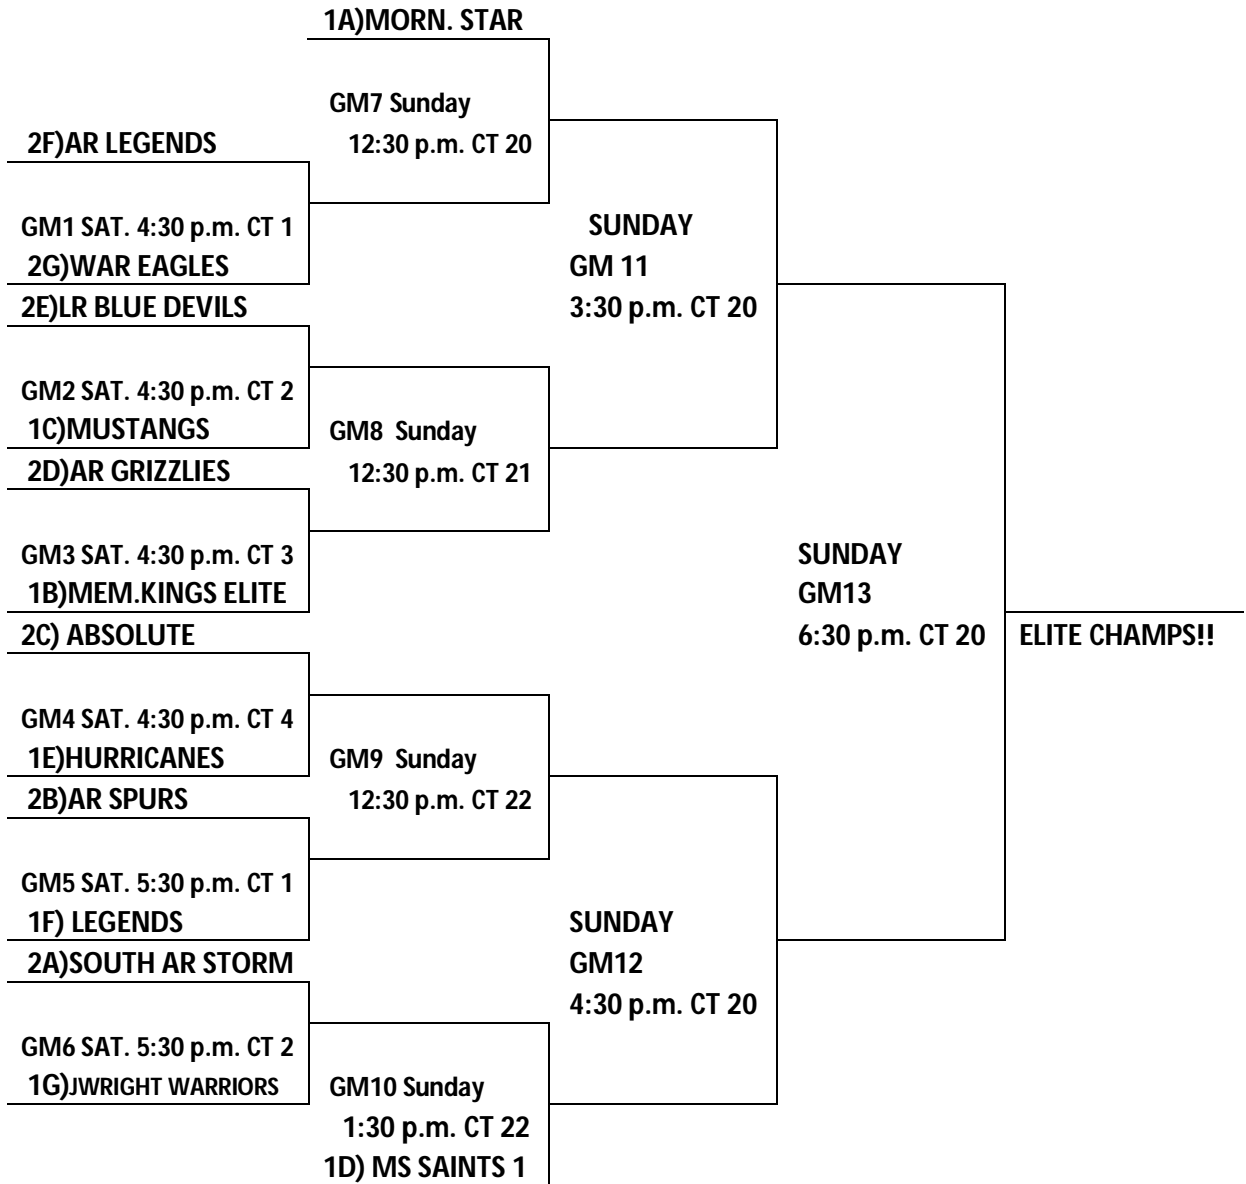 1A)MORN. STAR
GM7 Sunday
12:30 p.m. CT 20
2F)AR LEGENDS
GM1 SAT. 4:30 p.m. CT 1
2G)WAR EAGLES
2E)LR BLUE DEVILS
SUNDAY
GM 11
3:30 p.m. CT 20
GM2 SAT. 4:30 p.m. CT 2
1C)MUSTANGS
2D)AR GRIZZLIES
GM8 Sunday
12:30 p.m. CT 21
GM3 SAT. 4:30 p.m. CT 3
1B)MEM.KINGS ELITE
2C) ABSOLUTE
SUNDAY
GM13
6:30 p.m. CT 20
ELITE CHAMPS!!
GM4 SAT. 4:30 p.m. CT 4
1E)HURRICANES
2B)AR SPURS
GM9 Sunday
12:30 p.m. CT 22
GM5 SAT. 5:30 p.m. CT 1
1F) LEGENDS
2A)SOUTH AR STORM
SUNDAY
GM12
4:30 p.m. CT 20
GM6 SAT. 5:30 p.m. CT 2
1G)JWRIGHT WARRIORS
GM10 Sunday
1:30 p.m. CT 22
1D) MS SAINTS 1